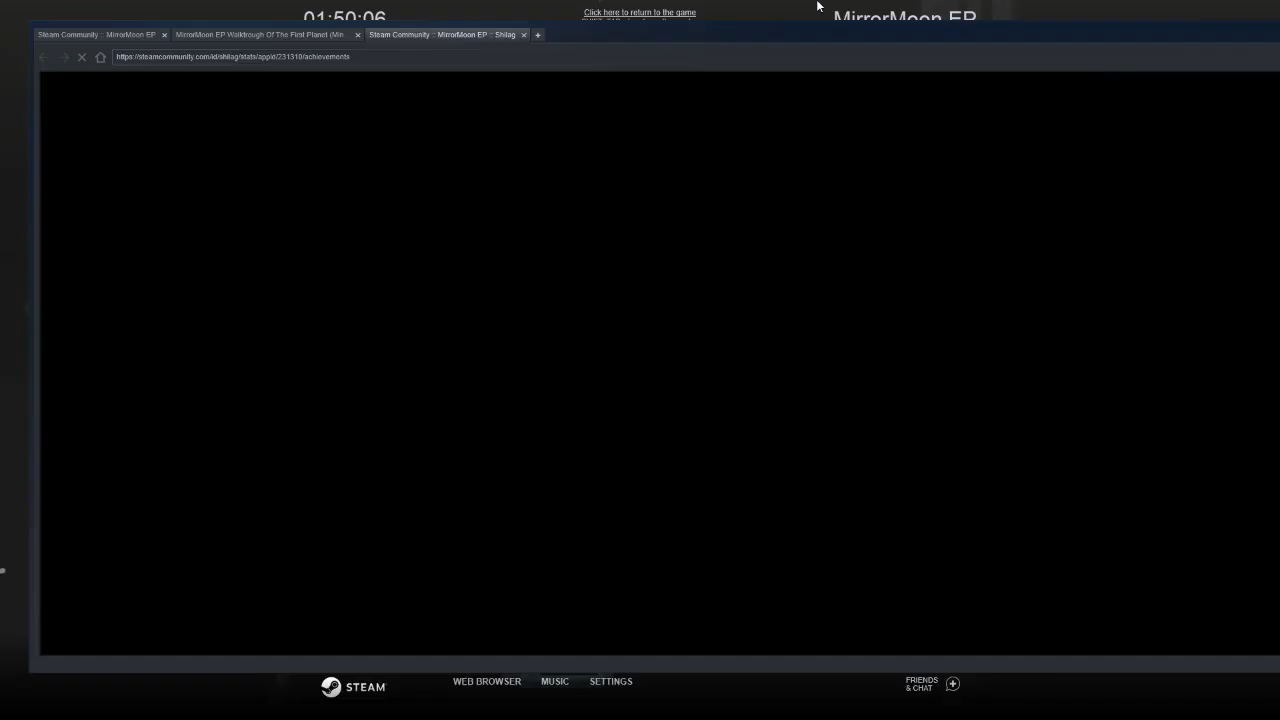 01:50:06
Click here to return to the game
MirrorMoon EP
Steam Community :: MirrorMoon EP
MirrorMoon EP Walktrough Of The First Planet (Min
Steam Community :: MirrorMoon EP :: Shilag
https://steamcommunity.com/id/shilag/stats/appid/231310/achievements
STEAM
WEB BROWSER
MUSIC
SETTINGS
FRIENDS
& CHAT